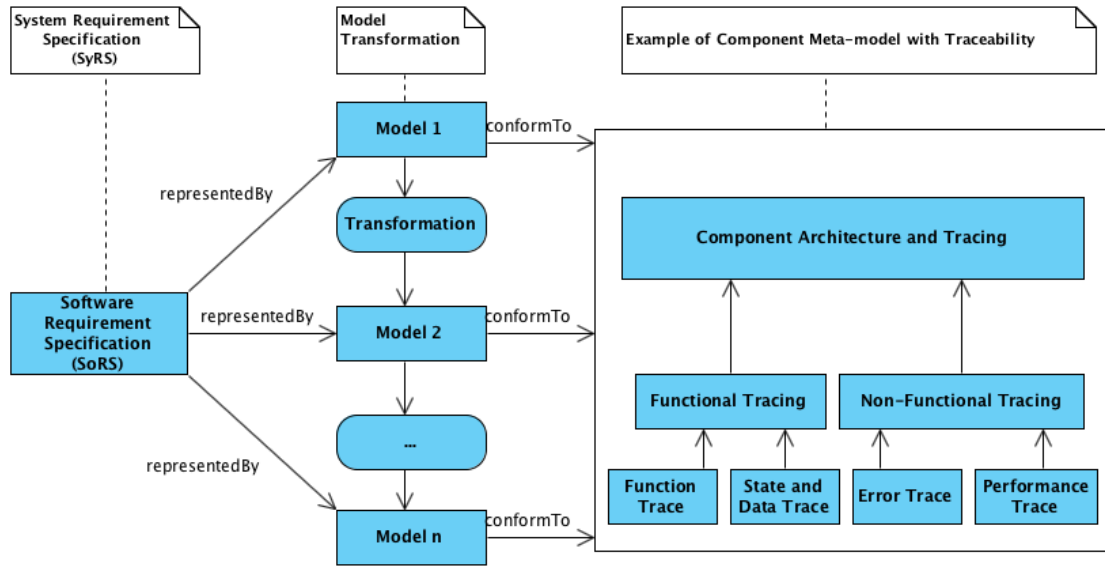 System Requirement
Specification
(SyRS)
Model
Transformation
Example of Component Meta-model with Traceability
Model 1
conformTo
representedBy
Transformation
Component Architecture and Tracing
Software
Requirement
Specification
(SoRS)
representedBy
Model 2
conformTo
Functional Tracing
Non-Functional Tracing
...
representedBy
Function
Trace
State and
Data Trace
Error Trace
Performance
Trace
Model n
conformTo